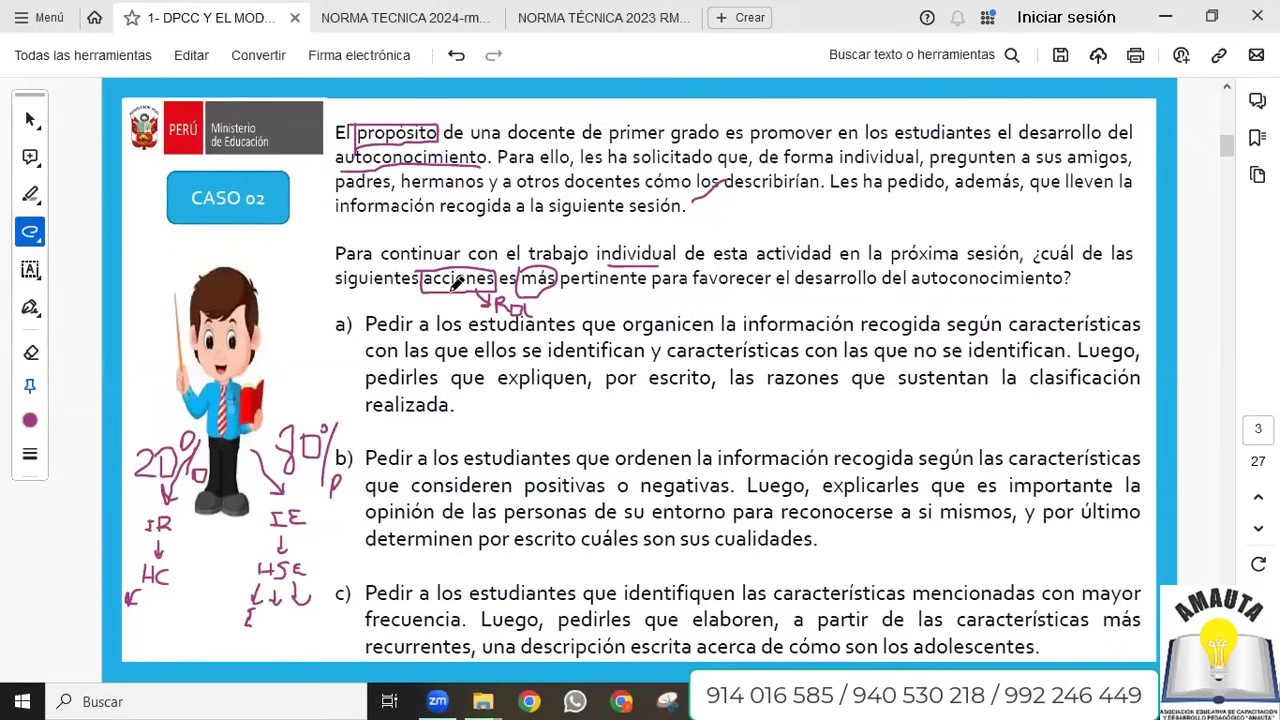 Menú
1- DPCC Y EL MOD...
NORMA TECNICA 2024-rm...
NORMA TÉCNICA 2023 RM...
Crear
Iniciar sesión
Todas las herramientas
Editar
Convertir
Firma electrónica
Buscar texto o herramientas
PERÚ
Ministerio
de Educación
CASO 02
El propósito de una docente de primer grado es promover en los estudiantes el desarrollo del
autoconocimiento. Para ello, les ha solicitado que, de forma individual, pregunten a sus amigos,
padres, hermanos y a otros docentes cómo los describirían. Les ha pedido, además, que lleven la
información recogida a la siguiente sesión.
Para continuar con el trabajo individual de esta actividad en la próxima sesión, ¿cuál de las
siguientes acciones es más pertinente para favorecer el desarrollo del autoconocimiento?
ROL
a) Pedir a los estudiantes que organicen la información recogida según características
con las que ellos se identifican y características con las que no se identifican. Luego,
pedirles que expliquen, por escrito, las razones que sustentan la clasificación
realizada.
b) Pedir a los estudiantes que ordenen la información recogida según las características
que consideren positivas o negativas. Luego, explicarles que es importante la
opinión de las personas de su entorno para reconocerse a si mismos, y por último
determinen por escrito cuáles son sus cualidades.
c) Pedir a los estudiantes que identifiquen las características mencionadas con mayor
frecuencia. Luego, pedirles que elaboren, a partir de las características más
recurrentes, una descripción escrita acerca de cómo son los adolescentes.
20%
80%
P
IR
IE
HC
HSE
3
27
AMAUTA
ASOCIACIÓN EDUCATIVA DE CAPACITACIÓN
Y DESARROLLO PEDAGÓGICO "AMAUTA"
Buscar
zm
914 016 585 / 940 530 218 / 992 246 449